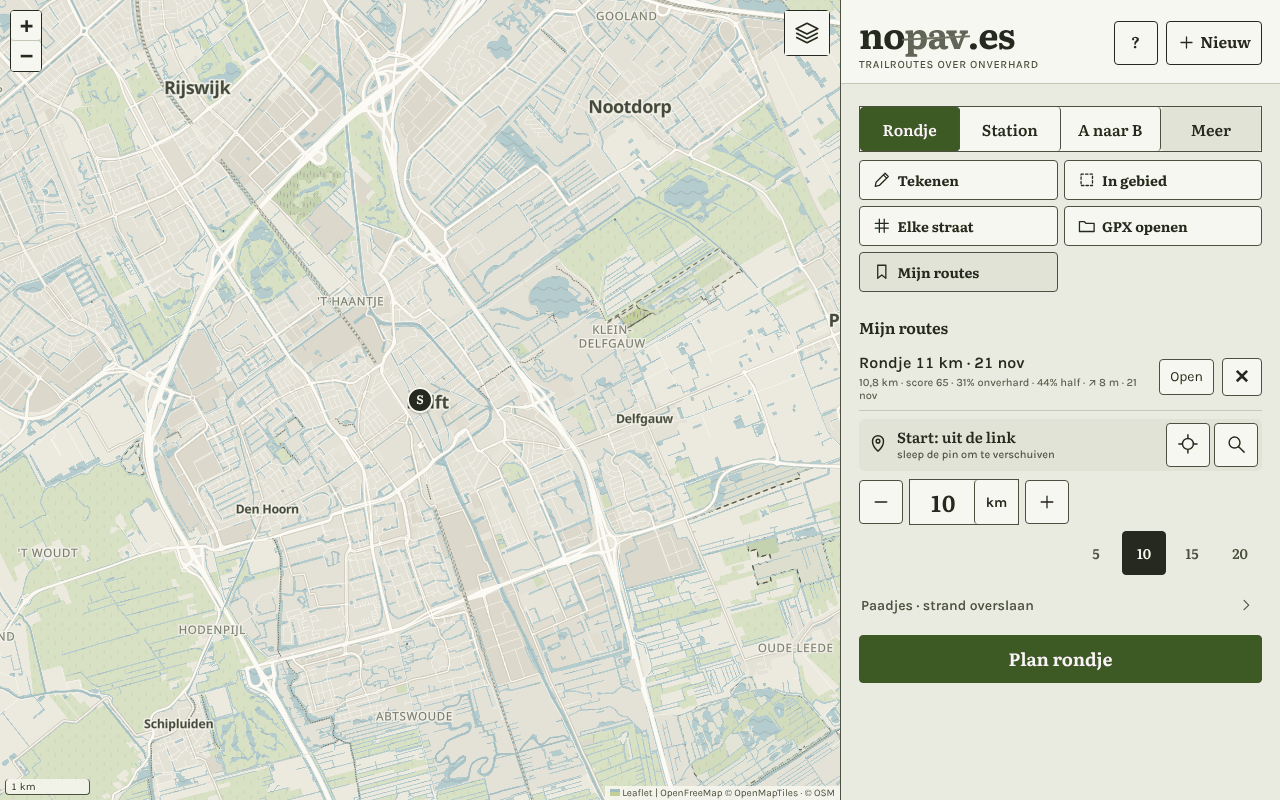 +
−
GOOLAND
Rijswijk
Nootdorp
'T HAANTJE
KLEIN-
DELFGAUW
P
S
lft
Delfgauw
Den Hoorn
'T WOUDT
ND
HODENPIJL
OUDE LEEDE
ABTSWOUDE
Schipluiden
1 km
Leaflet | OpenFreeMap © OpenMapTiles · © OSM
nopav.es
TRAILROUTES OVER ONVERHARD
?
+ Nieuw
Rondje
Station
A naar B
Meer
Tekenen
In gebied
Elke straat
GPX openen
Mijn routes
Mijn routes
Rondje 11 km · 21 nov
10,8 km · score 65 · 31% onverhard · 44% half · ↗ 8 m · 21
nov
Open
✕
Start: uit de link
sleep de pin om te verschuiven
−
10
km
+
5
10
15
20
Paadjes · strand overslaan
Plan rondje